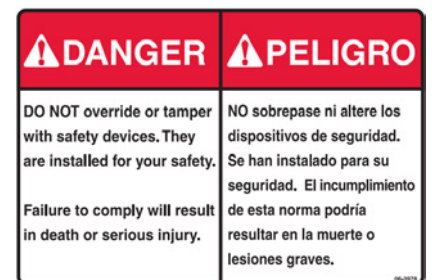 DANGER
DO NOT override or tamper
with safety devices. They
are installed for your safety.
Failure to comply will result
in death or serious injury.
PELIGRO
NO sobrepase ni altere los
dispositivos de seguridad.
Se han instalado para su
seguridad. El incumplimiento
de esta norma podría
resultar en la muerte o
lesiones graves.